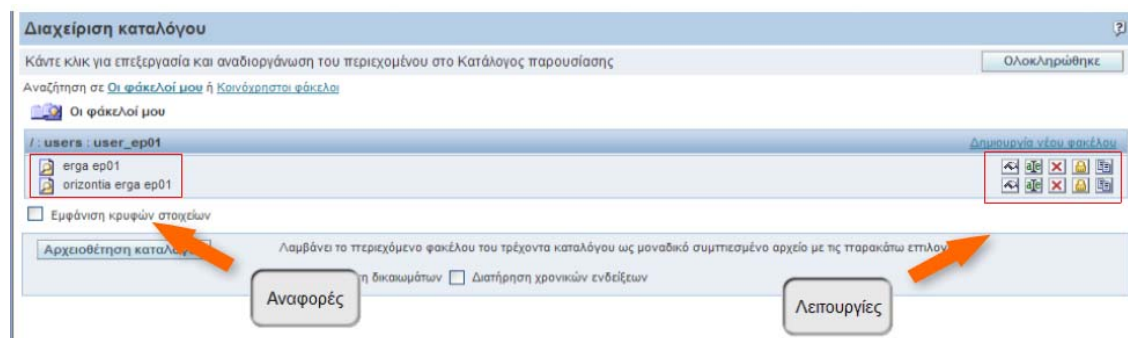 Διαχείριση καταλόγου
Κάντε κλικ για επεξεργασία και αναδιοργάνωση του περιεχομένου στο Κατάλογος παρουσίασης
Ολοκληρώθηκε
Αναζήτηση σε Οι φάκελοί μου ή Κοινόχρηστοι φάκελοι
Οι φάκελοί μου
/ : users : user_ep01
Δημιουργία νέου φακέλου
erga ep01
orizontia erga ep01
Εμφάνιση κρυφών στοιχείων
Αρχειοθέτηση
Λαμβάνει το περιεχόμενο φακέλου του τρέχοντα καταλόγου ως μοναδικό συμπιεσμένο αρχείο με τις παρακάτω
δικαιωμάτων Διατήρηση χρονικών ενδείξεων
Αναφορές
Λειτουργίες